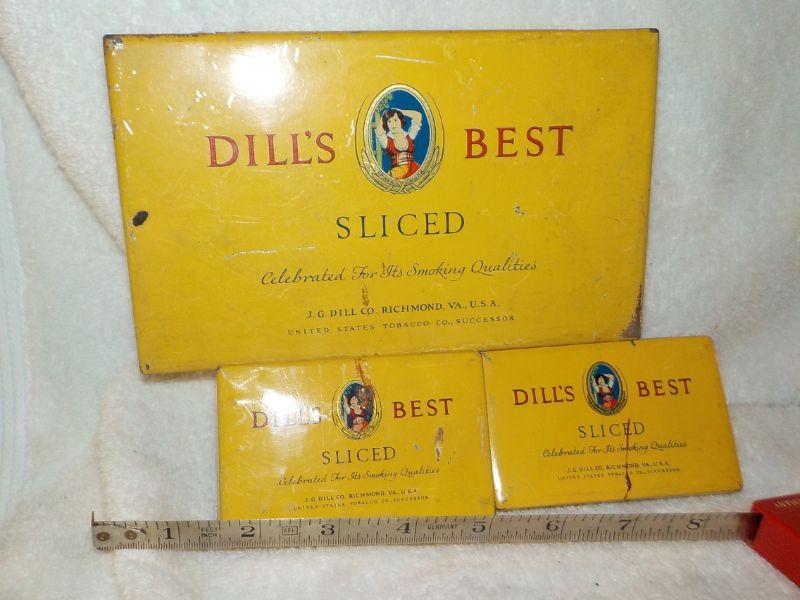 DILL'S BEST
SLICED
Celebrated For Its Smoking Qualities
J. G. DILL CO., RICHMOND, VA., U.S.A.
UNITED STATES TOBACCO CO., SUCCESSOR
DILL'S BEST
SLICED
Celebrated For Its Smoking Qualities
J. G. DILL CO., RICHMOND, VA., U.S.A.
UNITED STATES TOBACCO CO., SUCCESSOR
DILL'S BEST
SLICED
Celebrated For Its Smoking Qualities
J. G. DILL CO., RICHMOND, VA., U.S.A.
UNITED STATES TOBACCO CO., SUCCESSOR
1 2 3 4 VERMONT 5 6 7 8
INCH